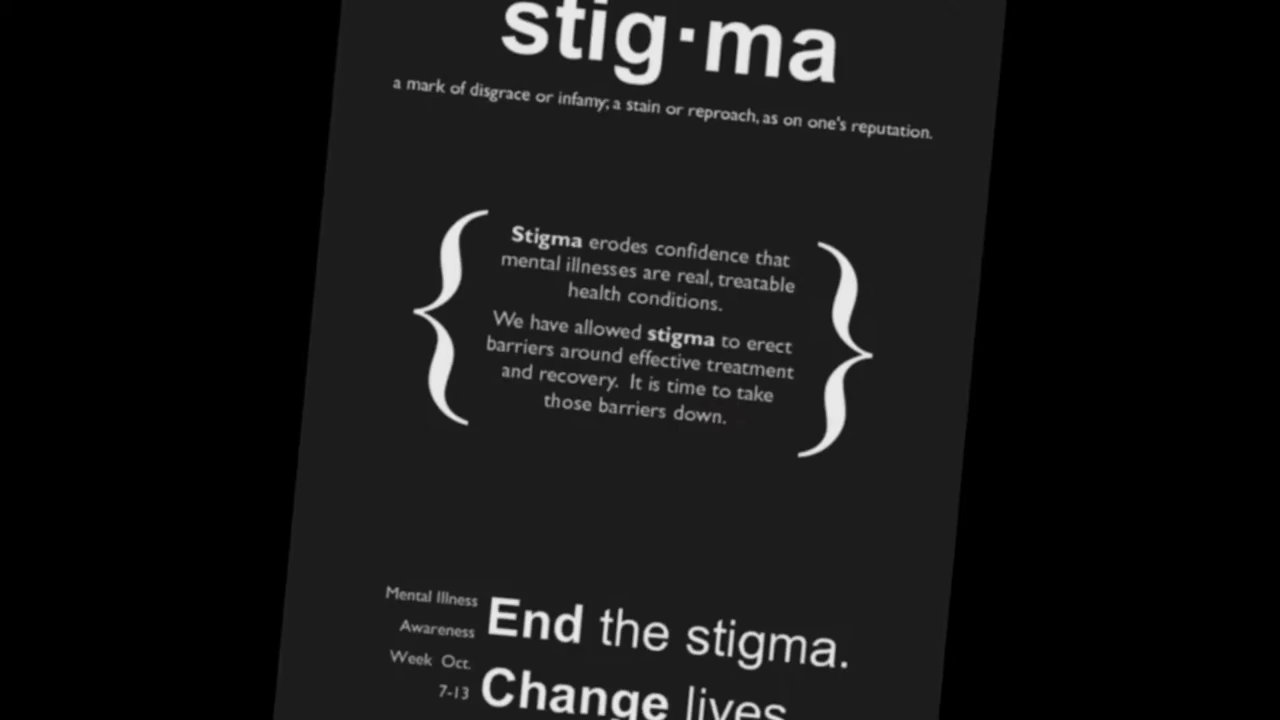 stig·ma
a mark of disgrace or infamy; a stain or reproach, as on one's reputation.
Stigma erodes confidence that
mental illnesses are real, treatable
health conditions.
We have allowed stigma to erect
barriers around effective treatment
and recovery. It is time to take
those barriers down.
Mental Illness
Awareness
Week Oct.
7-13
End the stigma.
Change lives